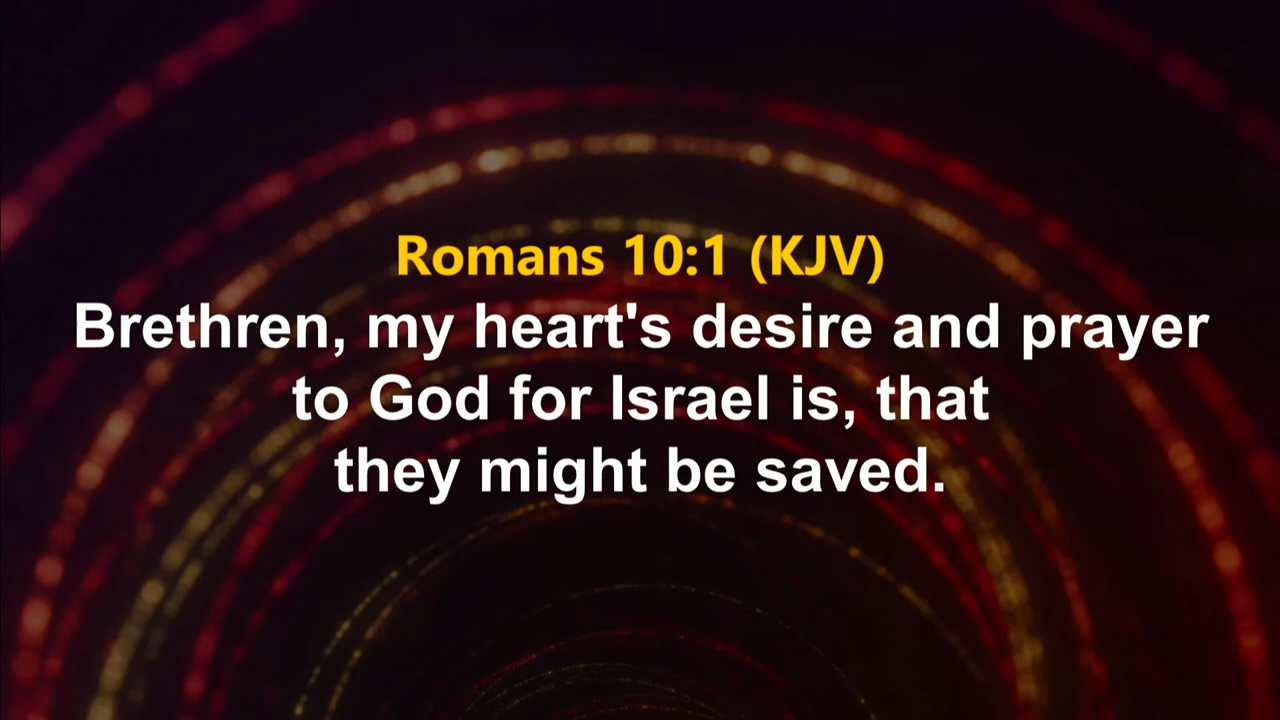 Romans 10:1 (KJV)
Brethren, my heart's desire and prayer
to God for Israel is, that
they might be saved.